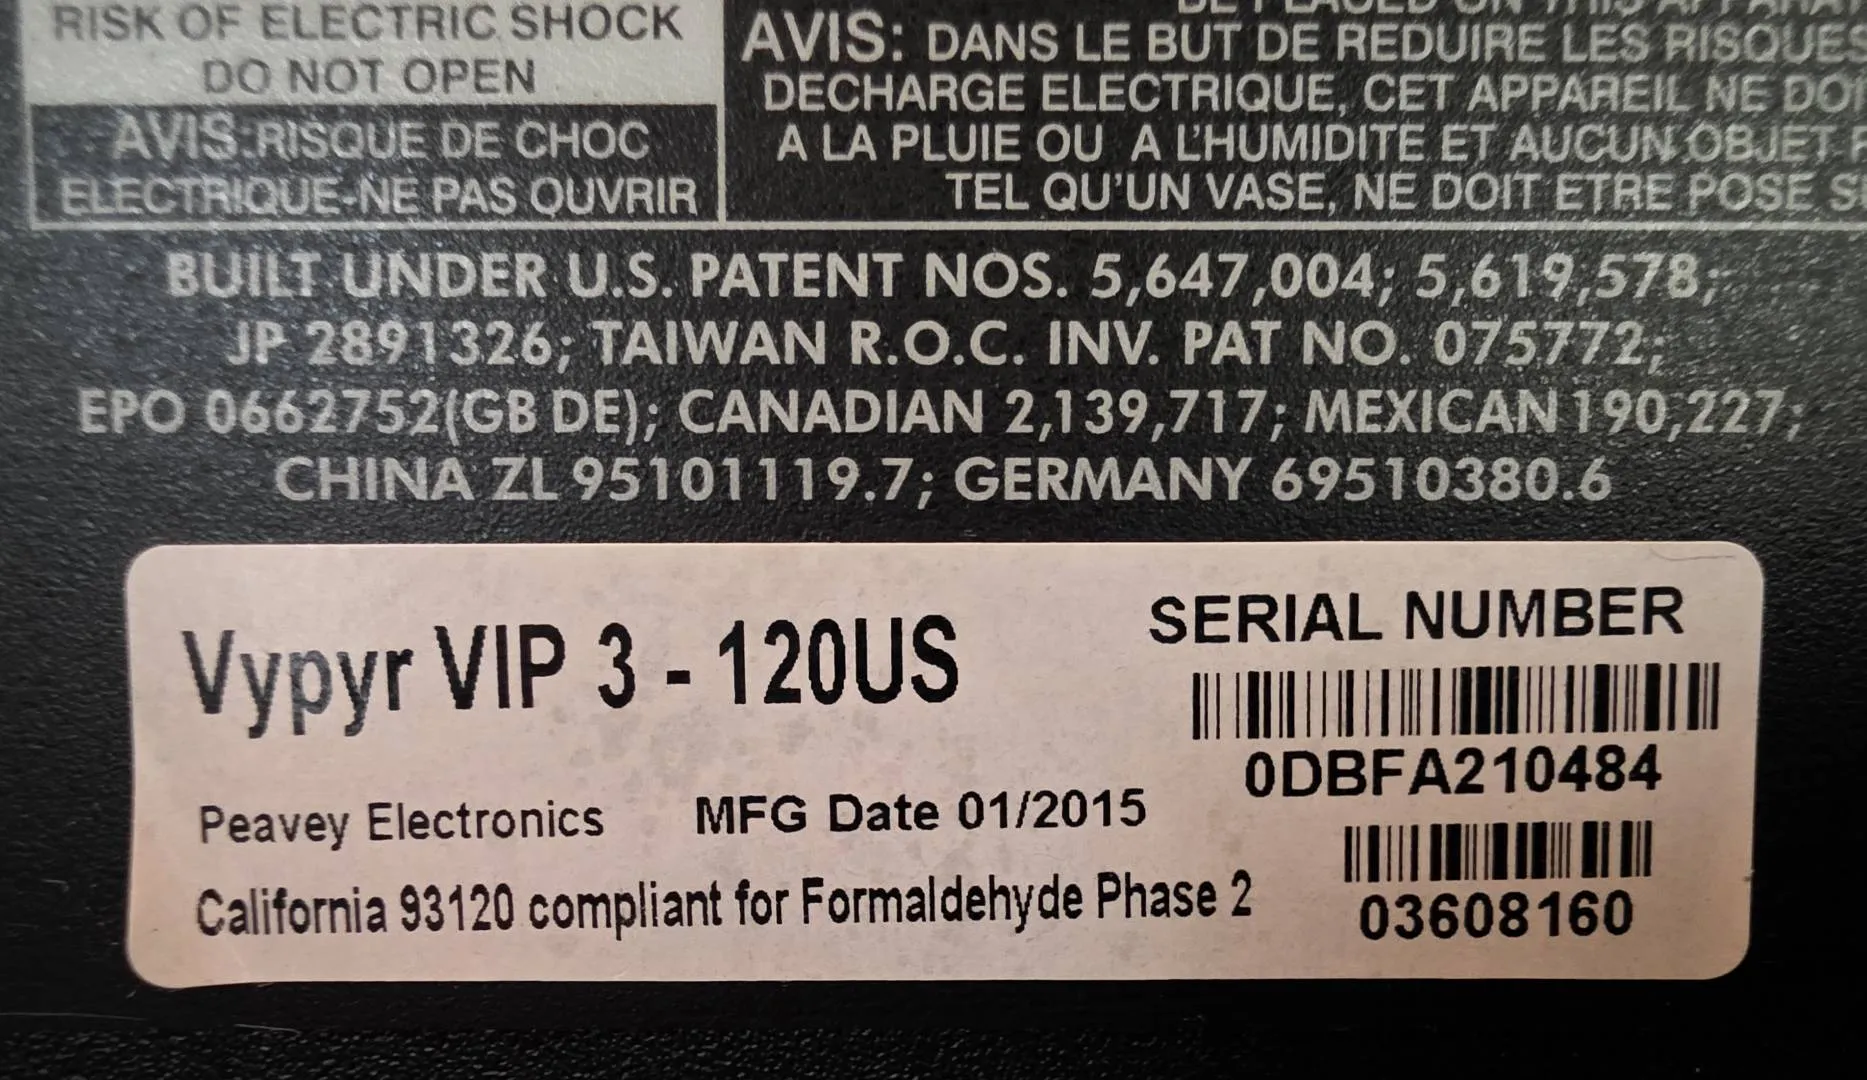 RISK OF ELECTRIC SHOCK
DO NOT OPEN
AVIS:RISQUE DE CHOC
ELECTRIQUE-NE PAS OUVRIR
AVIS: DANS LE BUT DE REDUIRE LES RISQUES
DECHARGE ELECTRIQUE, CET APPAREIL NE DOI
A LA PLUIE OU A L'HUMIDITE ET AUCUN OBJET
TEL QU'UN VASE, NE DOIT ETRE POSE
BUILT UNDER U.S. PATENT NOS. 5,647,004; 5,619,578;
JP 2891326; TAIWAN R.O.C. INV. PAT NO. 075772;
EPO 0662752(GB DE); CANADIAN 2,139,717; MEXICAN 190,227;
CHINA ZL 95101119.7; GERMANY 69510380.6
Vypyr VIP 3 - 120US
SERIAL NUMBER
0DBFA210484
Peavey Electronics MFG Date 01/2015
California 93120 compliant for Formaldehyde Phase 2
03608160